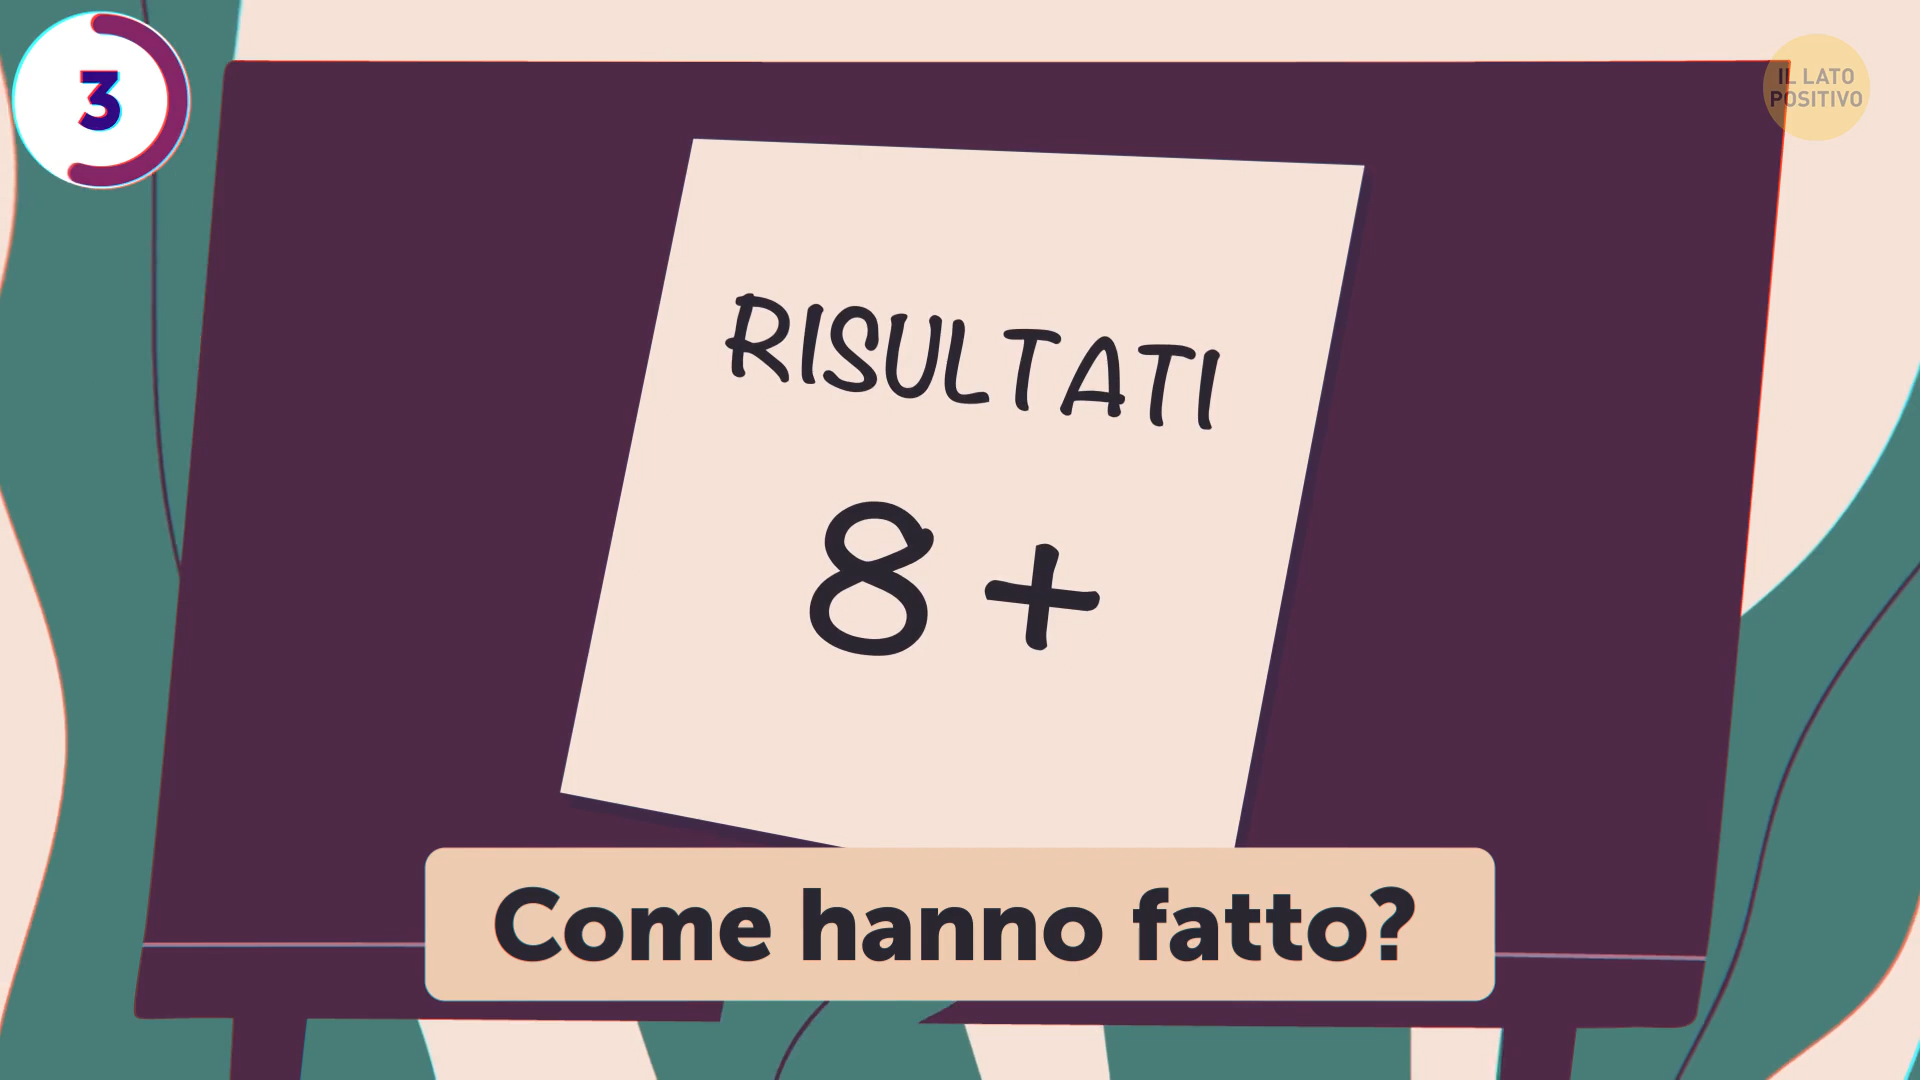 3
IL LATO
POSITIVO
RISULTATI
8+
Come hanno fatto?